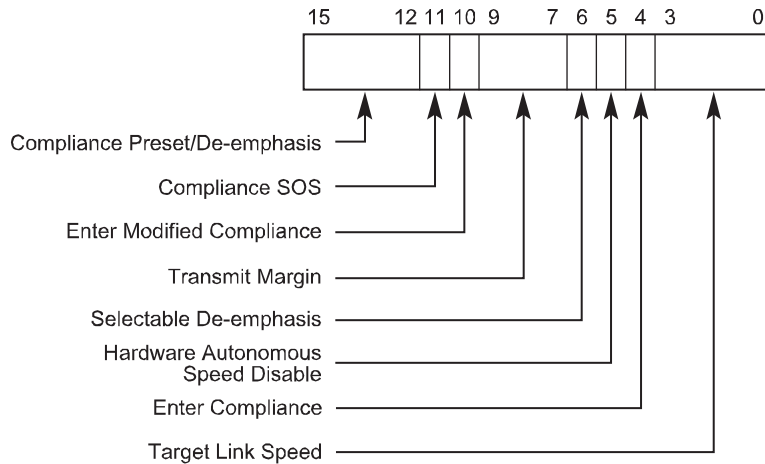 15 12 11 10 9 7 6 5 4 3 0
Compliance Preset/De-emphasis
Compliance SOS
Enter Modified Compliance
Transmit Margin
Selectable De-emphasis
Hardware Autonomous
Speed Disable
Enter Compliance
Target Link Speed